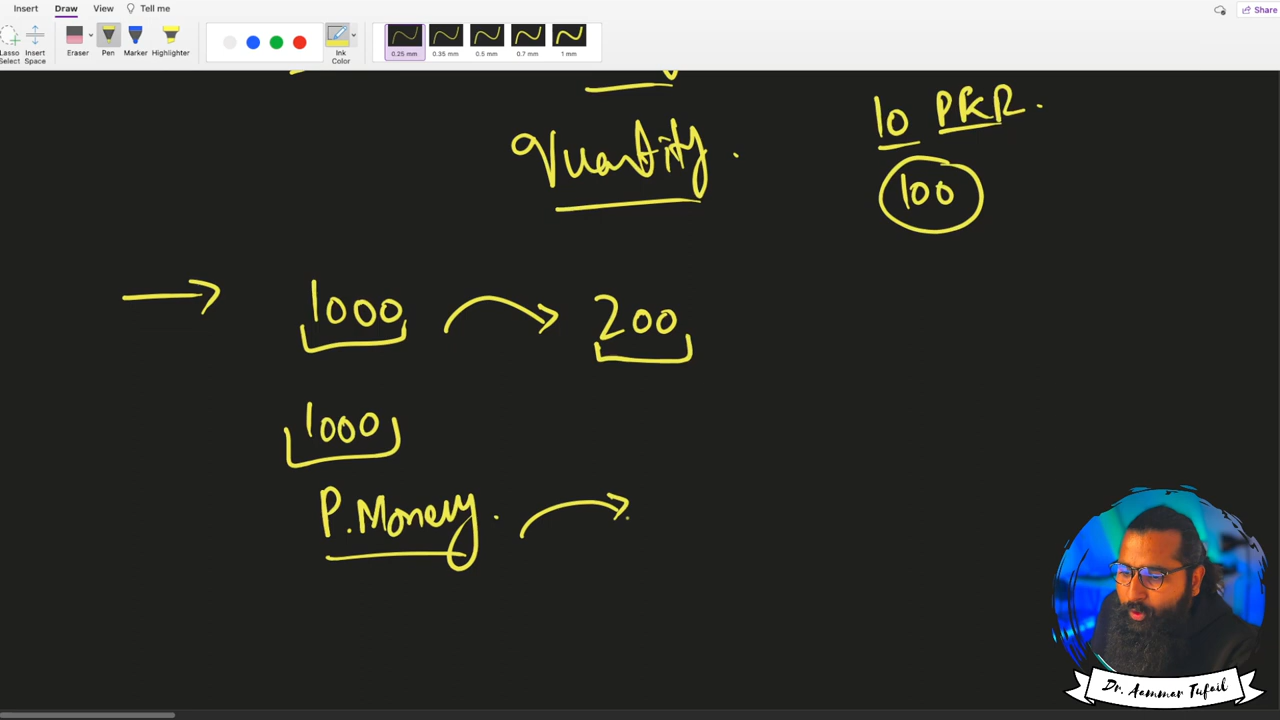 Insert Draw View Tell me Share
Lasso Select Insert Space Eraser Pen Marker Highlighter Ink Color 0.25 mm 0.35 mm 0.5 mm 0.7 mm 1 mm
10 PKR.
Quantity.
100
1000 200
1000
P.Money.
Dr. Aammar Tufail